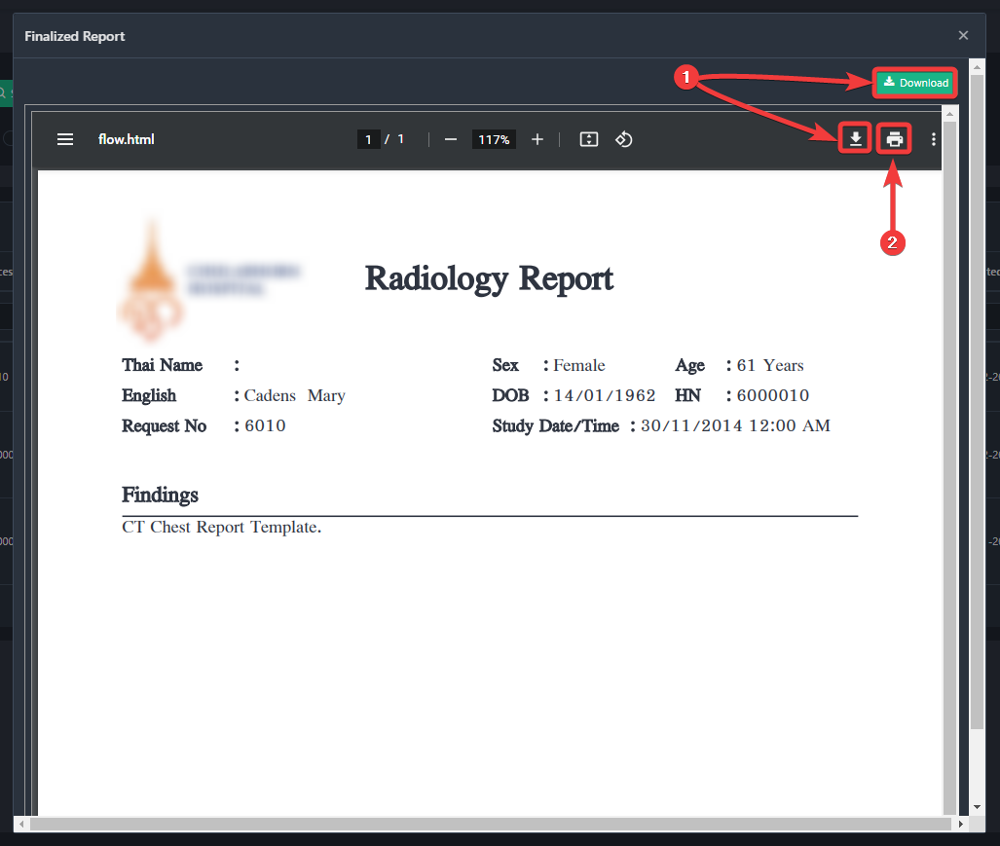 Finalized Report
Download
1
flow.html
1 / 1
117%
2
Radiology Report
Thai Name :
Sex : Female Age : 61 Years
English : Cadens Mary
DOB : 14/01/1962 HN : 6000010
Request No : 6010
Study Date/Time : 30/11/2014 12:00 AM
Findings
CT Chest Report Template.